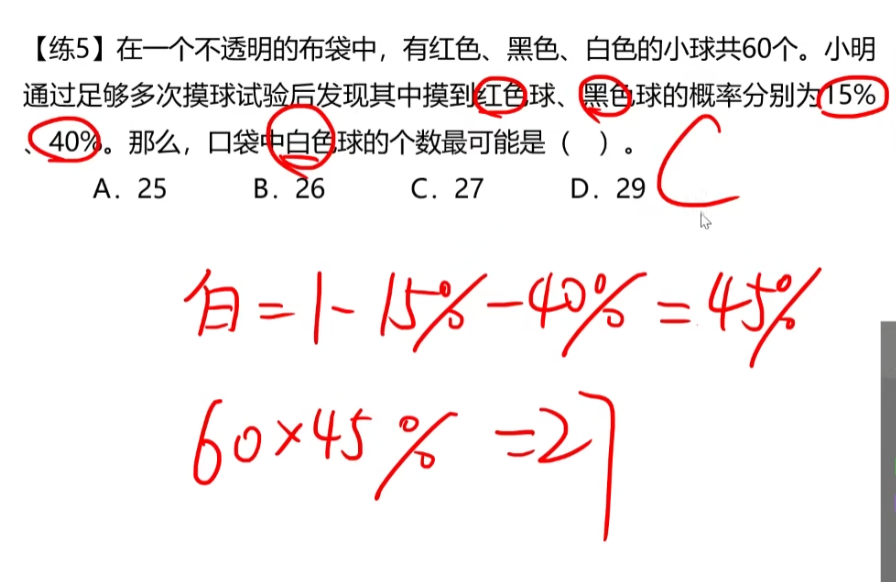 【练5】在一个不透明的布袋中，有红色、黑色、白色的小球共60个。小明
通过足够多次摸球试验后发现其中摸到红色球、黑色球的概率分别为15%
、40%。那么，口袋中白色球的个数最可能是（ ）。
A．25 B．26 C．27 D．29
C
白=1-15%-40%=45%
60×45%=27